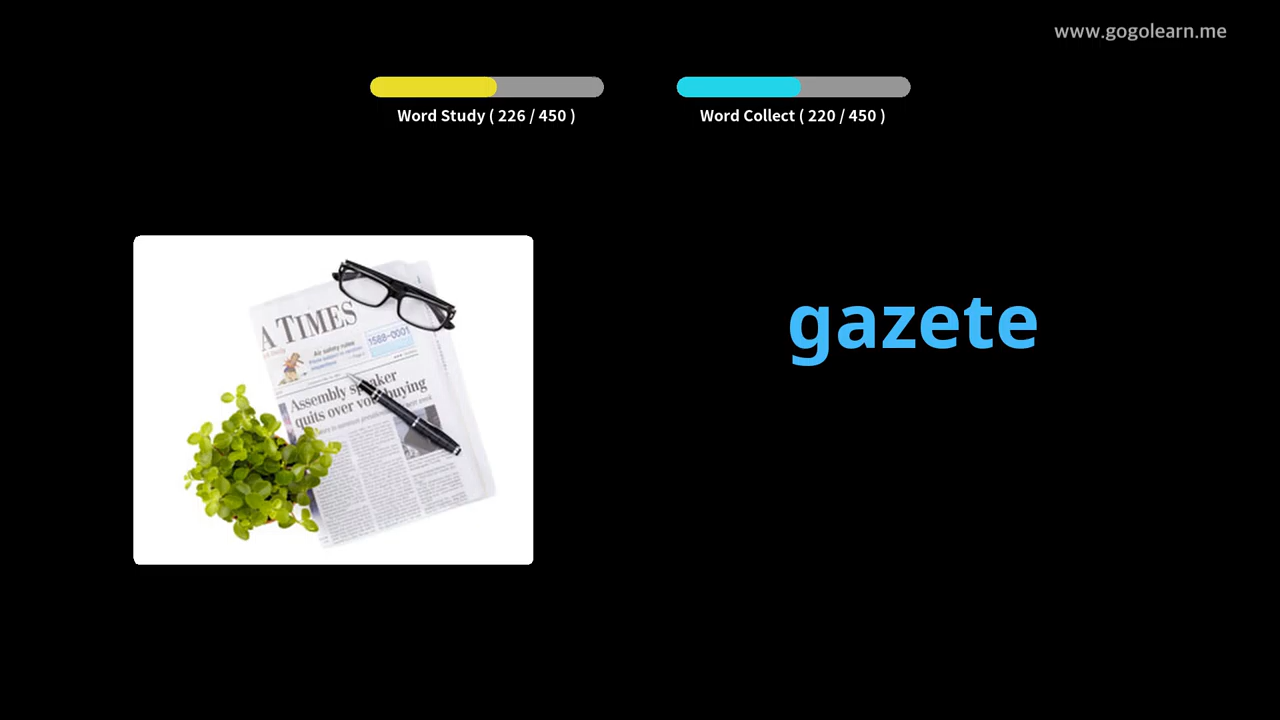 www.gogolearn.me
Word Study ( 226 / 450 )
Word Collect ( 220 / 450 )
gazete
A TIMES
Air safety rules
1588-0001
Assembly speaker
quits over vote buying